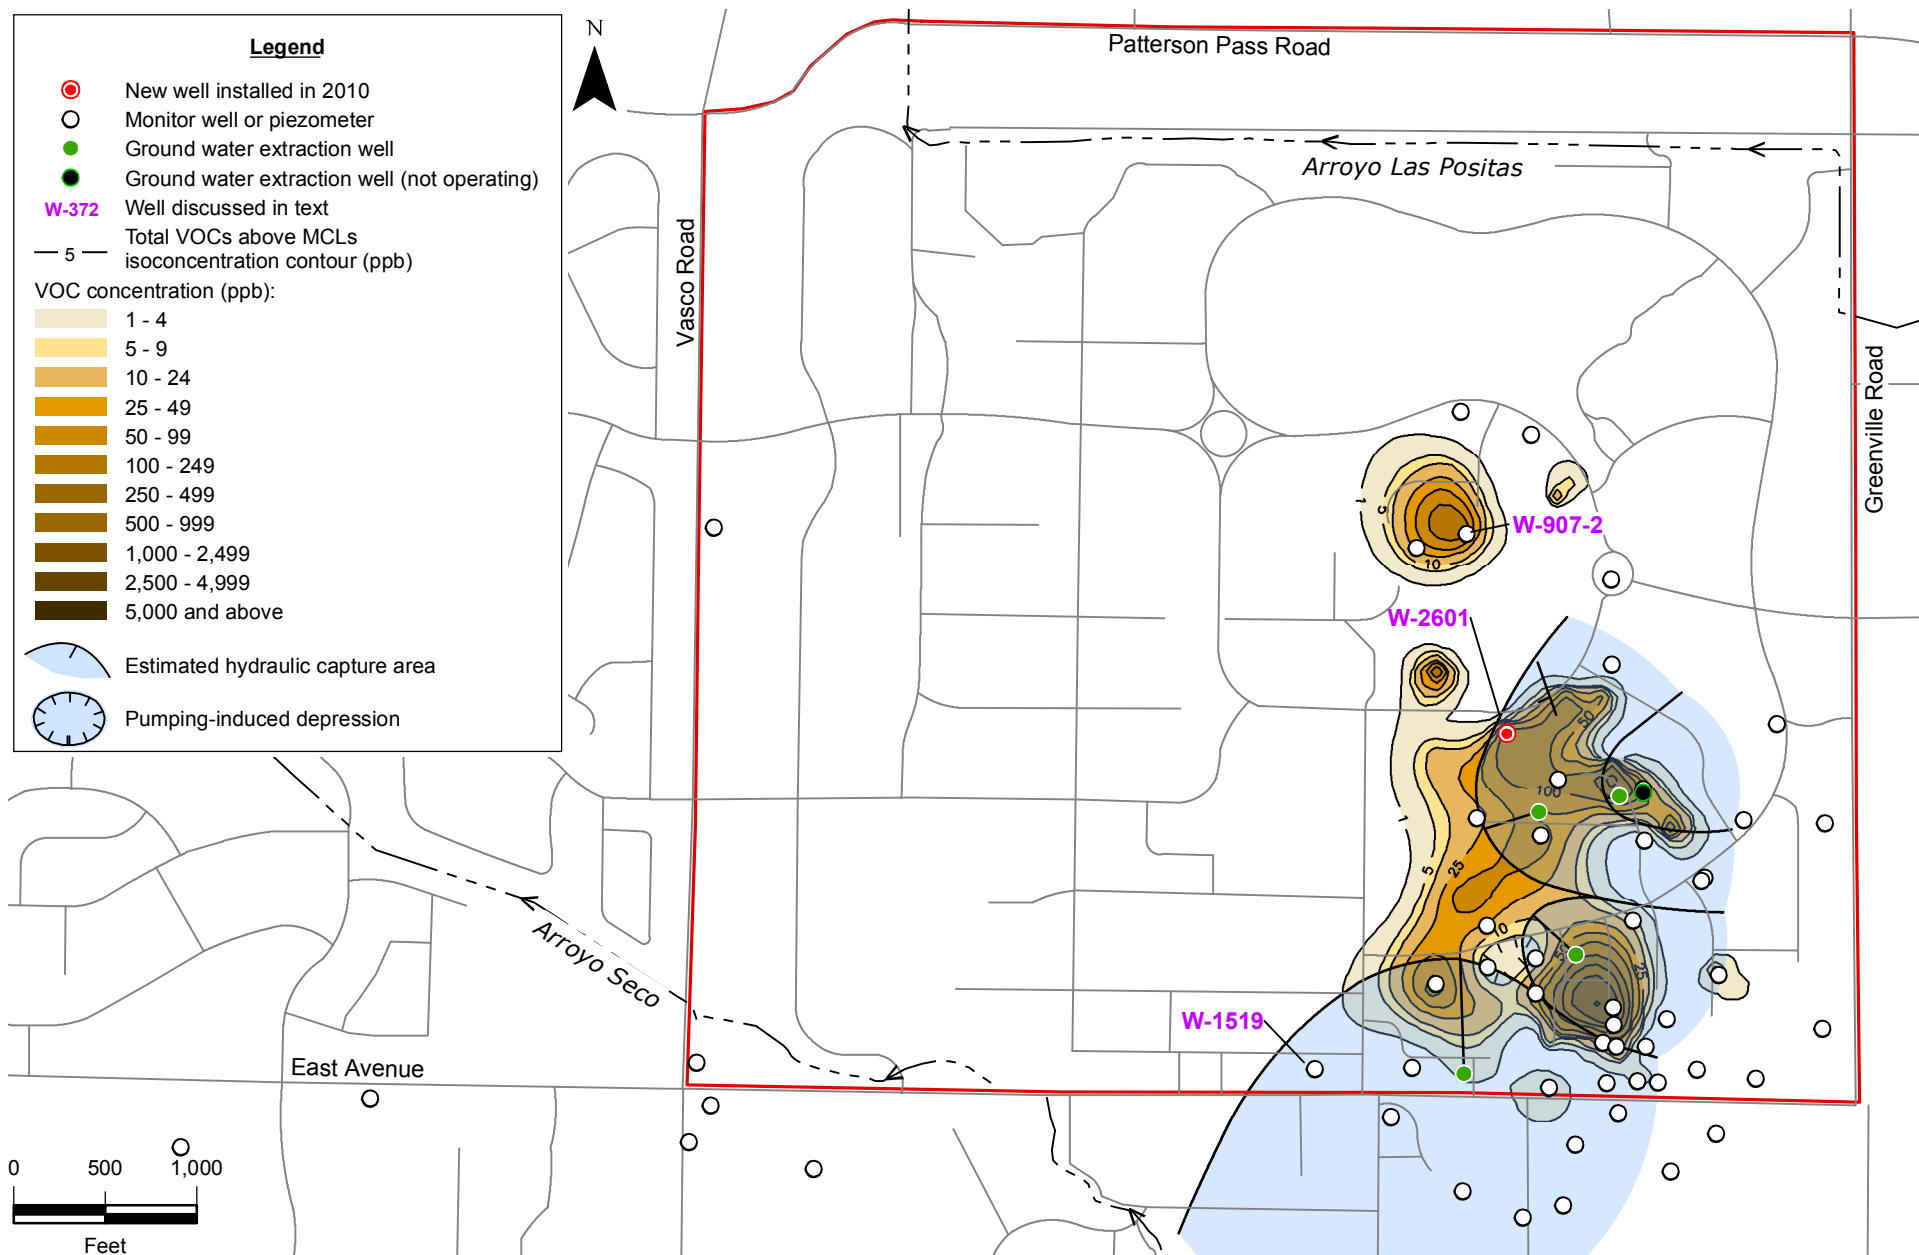 Legend
New well installed in 2010
Monitor well or piezometer
Ground water extraction well
Ground water extraction well (not operating)
W-372 Well discussed in text
5 Total VOCs above MCLs
isoconcentration contour (ppb)
VOC concentration (ppb):
1 - 4
5 - 9
10 - 24
25 - 49
50 - 99
100 - 249
250 - 499
500 - 999
1,000 - 2,499
2,500 - 4,999
5,000 and above
Estimated hydraulic capture area
Pumping-induced depression
N
Patterson Pass Road
Arroyo Las Positas
Vasco Road
Greenville Road
1
5
W-907-2
10
W-2601
50
100
1
5
25
10
50
25
Arroyo Seco
W-1519
East Avenue
0 500 1,000
Feet